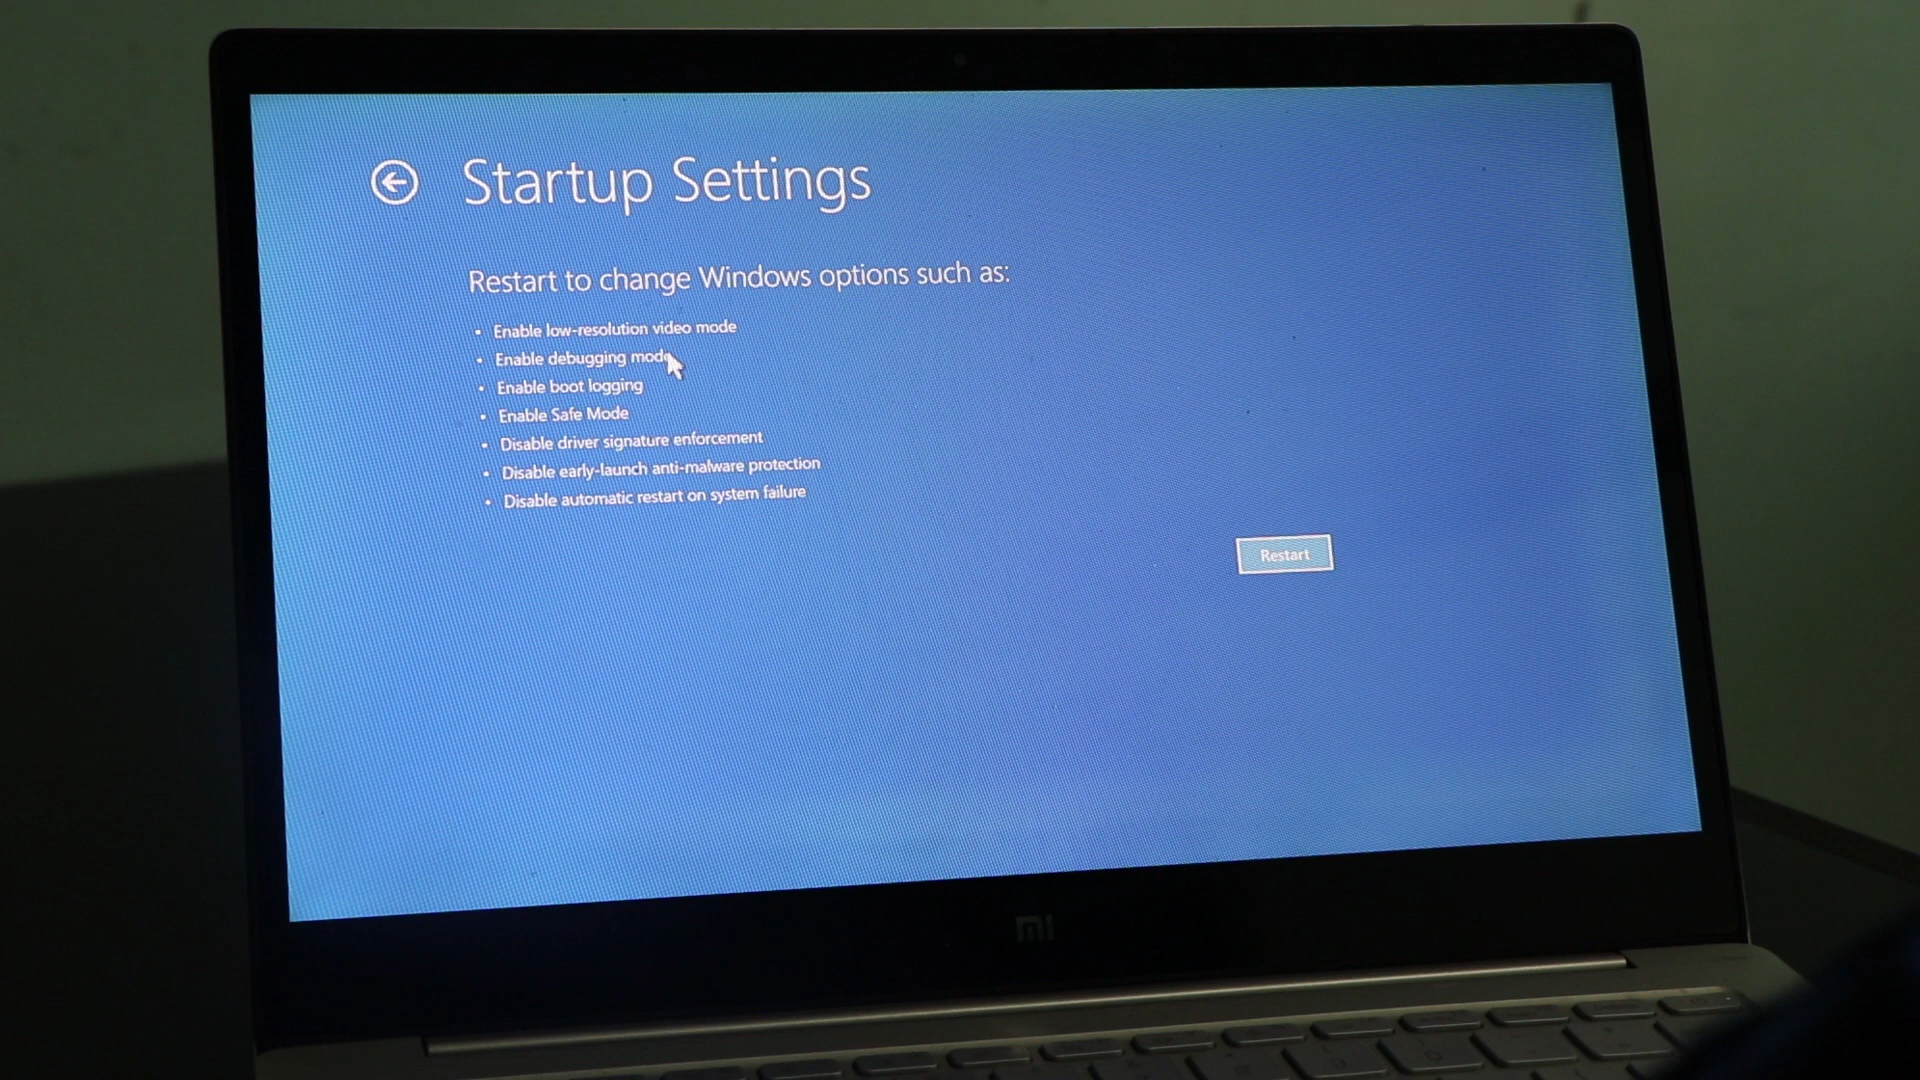 Startup Settings
Restart to change Windows options such as:
• Enable low-resolution video mode
• Enable debugging mode
• Enable boot logging
• Enable Safe Mode
• Disable driver signature enforcement
• Disable early-launch anti-malware protection
• Disable automatic restart on system failure
Restart
mi